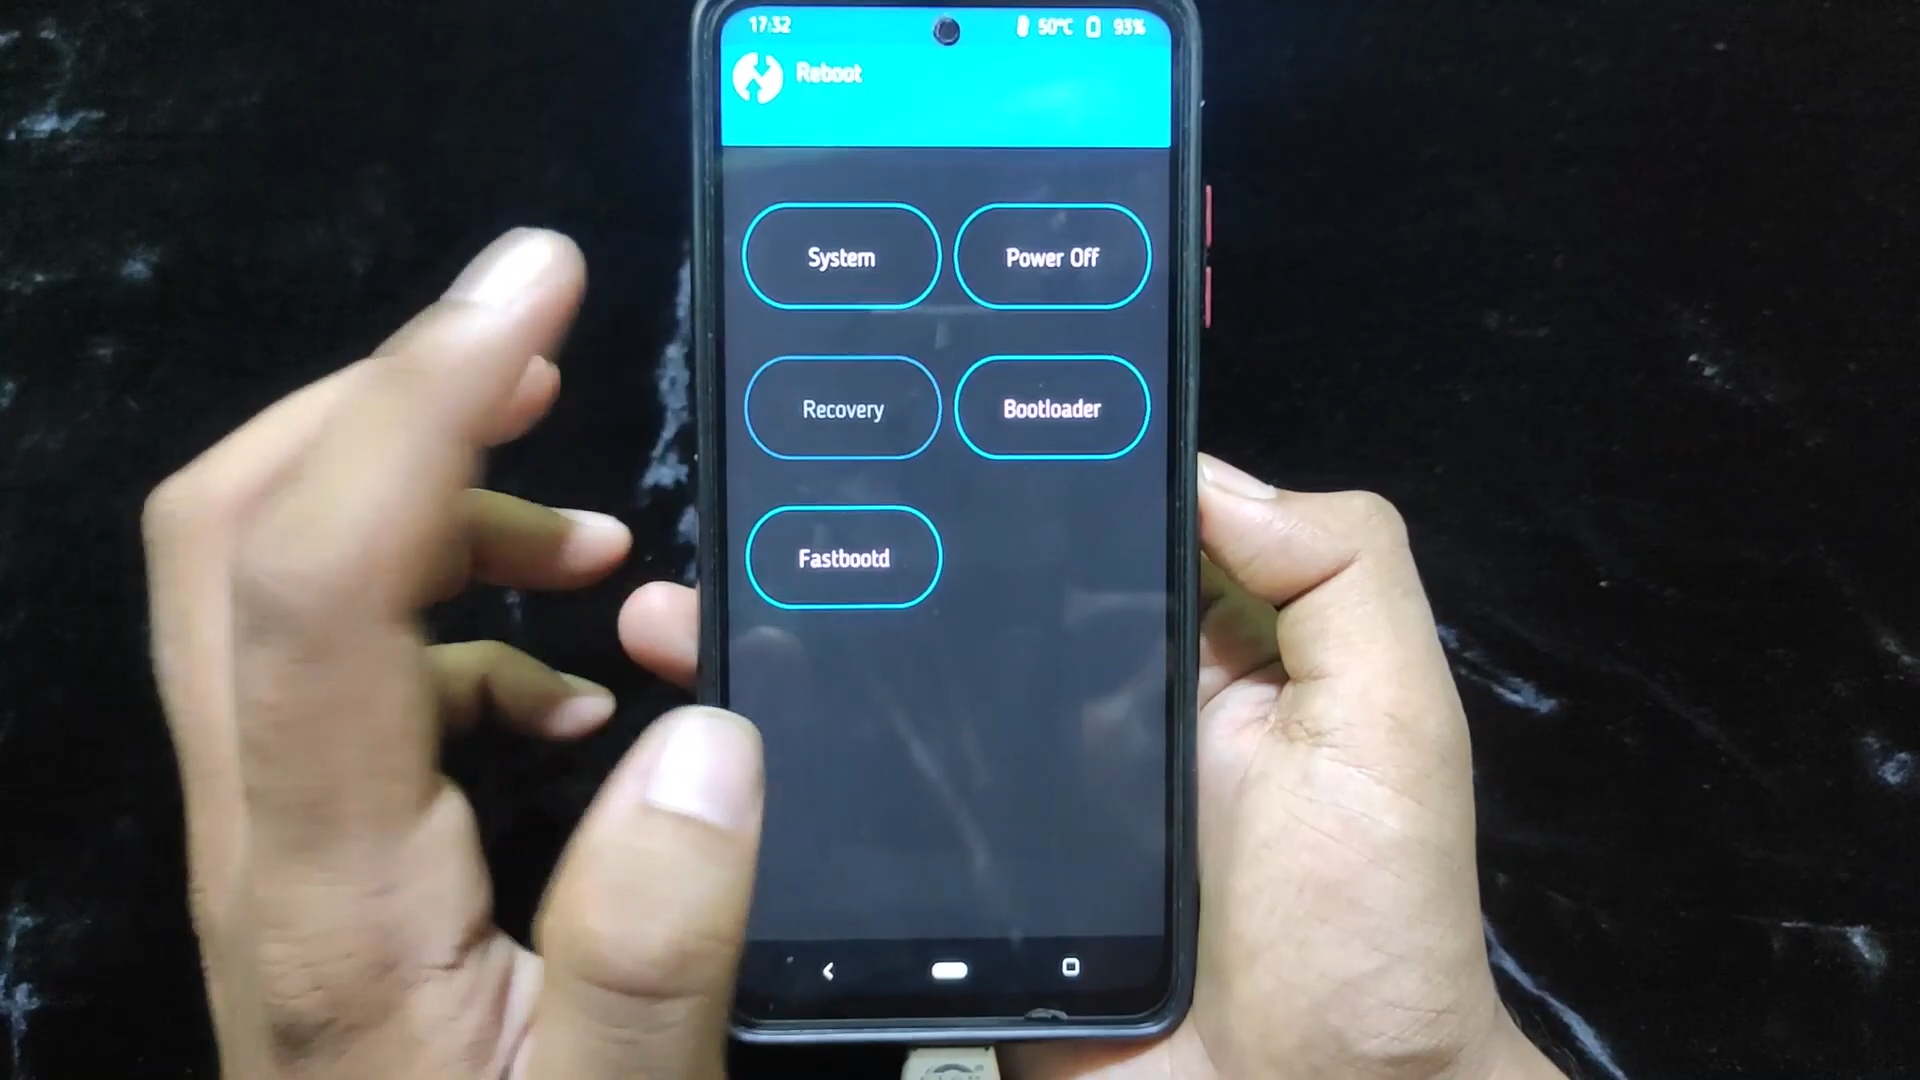 17:32 50°C 93%
Reboot
System Power Off
Recovery Bootloader
Fastbootd